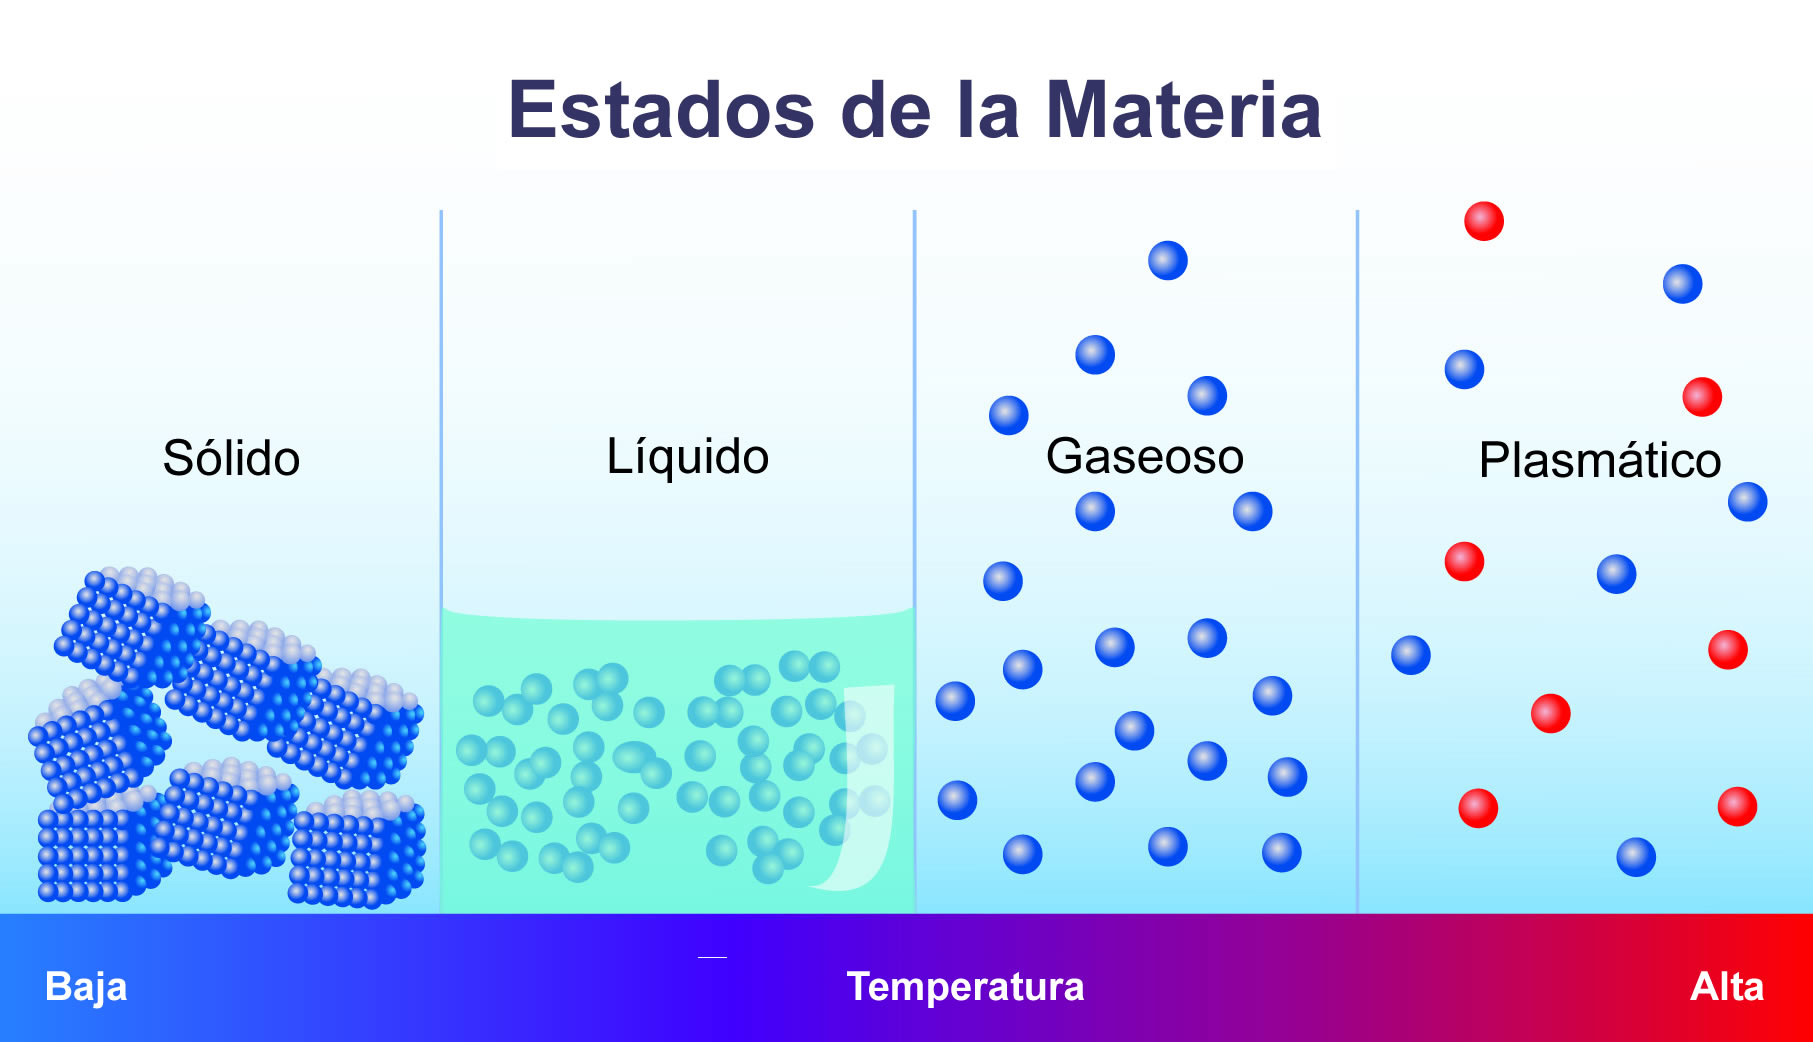 Estados de la Materia
Sólido
Líquido
Gaseoso
Plasmático
Baja
Temperatura
Alta